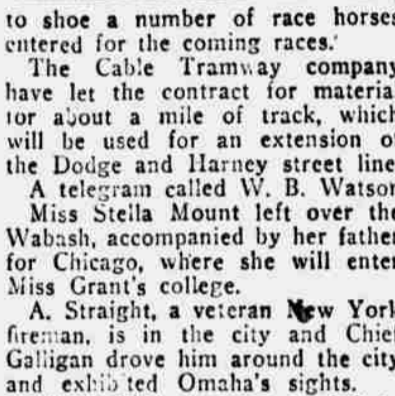 to shoe a number of race horses
entered for the coming races.
The Cable Tramway company
have let the contract for material
for about a mile of track, which
will be used for an extension of
the Dodge and Harney street line
A telegram called W. B. Watson
Miss Stella Mount left over the
Wabash, accompanied by her father
for Chicago, where she will enter
Miss Grant's college.
A. Straight, a veteran New York
fireman, is in the city and Chief
Galligan drove him around the city
and exhibited Omaha's sights.